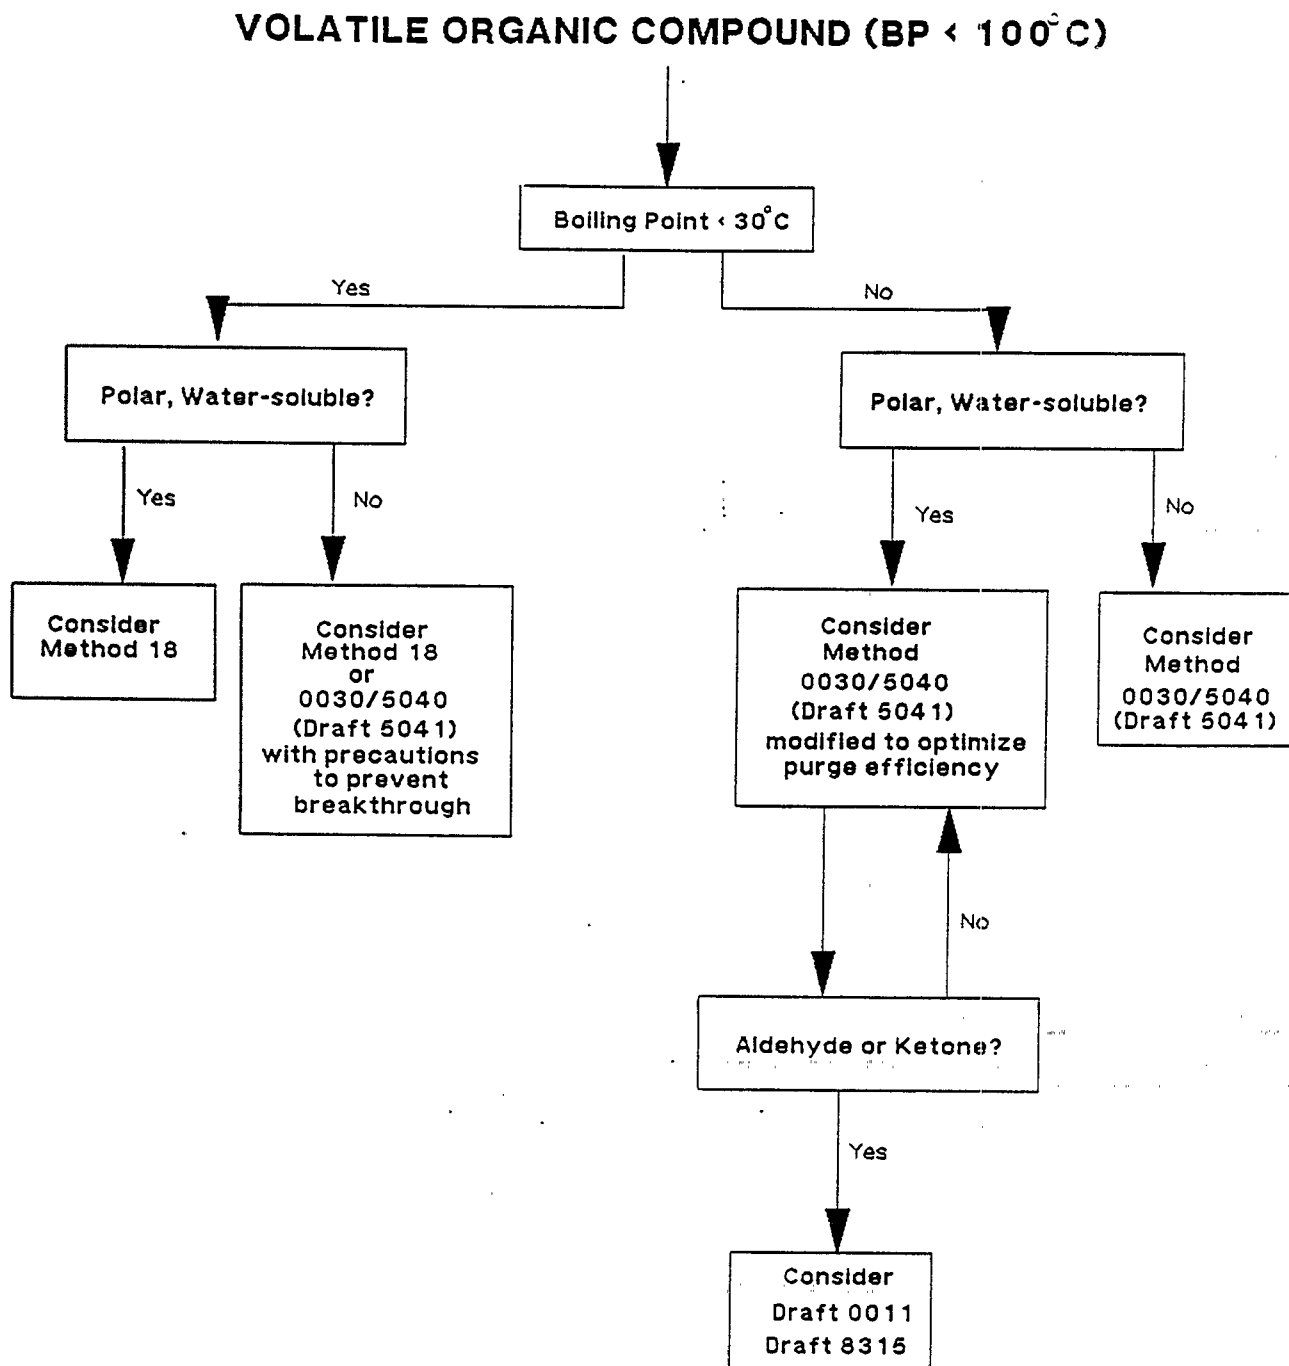 VOLATILE ORGANIC COMPOUND (BP < 100°C)
Boiling Point < 30°C
Yes
No
Polar, Water-soluble?
Polar, Water-soluble?
Yes
No
Yes
No
Consider
Method 18
Consider
Method 18
or
0030/5040
(Draft 5041)
with precautions
to prevent
breakthrough
Consider
Method
0030/5040
(Draft 5041)
modified to optimize
purge efficiency
Consider
Method
0030/5040
(Draft 5041)
No
Aldehyde or Ketone?
Yes
Consider
Draft 0011
Draft 8315